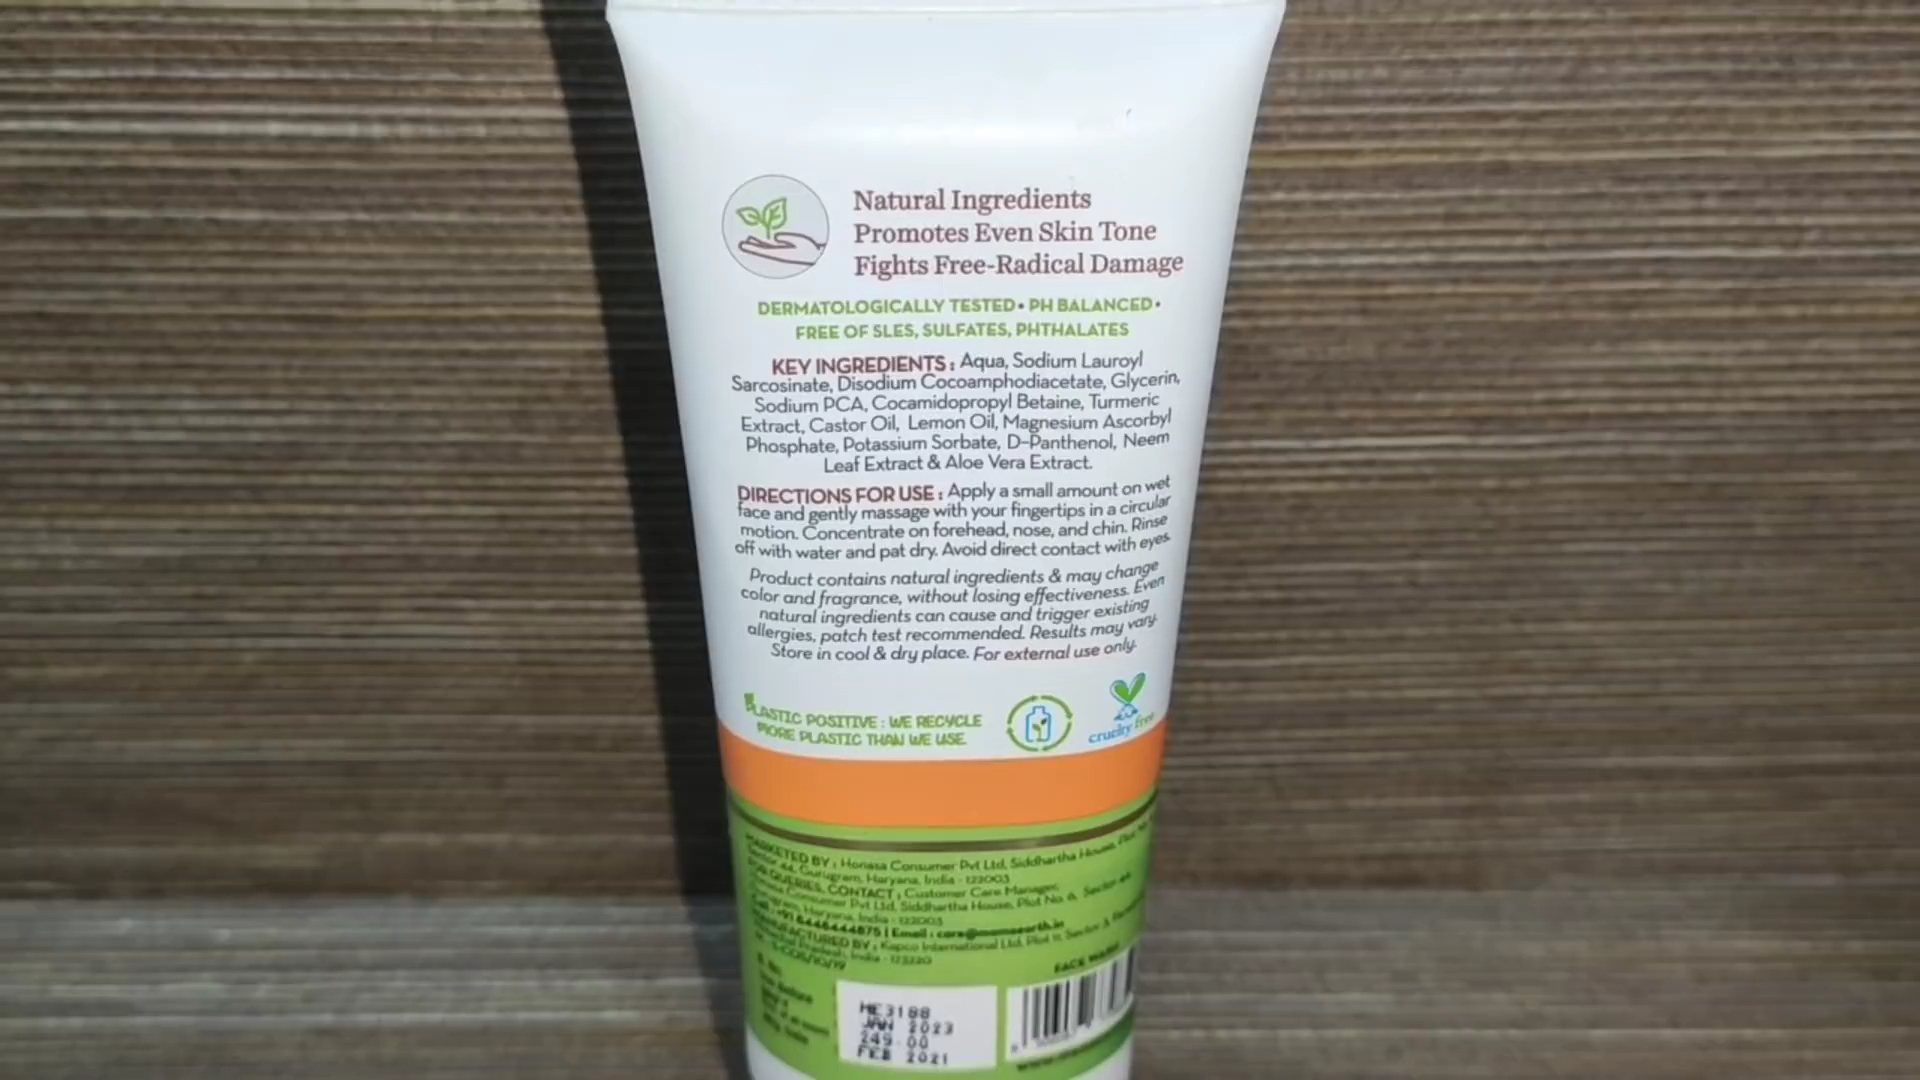 Natural Ingredients
Promotes Even Skin Tone
Fights Free-Radical Damage
DERMATOLOGICALLY TESTED • PH BALANCED •
FREE OF SLES, SULFATES, PHTHALATES
KEY INGREDIENTS : Aqua, Sodium Lauroyl
Sarcosinate, Disodium Cocoamphodiacetate, Glycerin,
Sodium PCA, Cocamidopropyl Betaine, Turmeric
Extract, Castor Oil, Lemon Oil, Magnesium Ascorbyl
Phosphate, Potassium Sorbate, D-Panthenol, Neem
Leaf Extract & Aloe Vera Extract.
DIRECTIONS FOR USE : Apply a small amount on wet
face and gently massage with your fingertips in a circular
motion. Concentrate on forehead, nose, and chin. Rinse
off with water and pat dry. Avoid direct contact with eyes.
Product contains natural ingredients & may change
color and fragrance, without losing effectiveness. Even
natural ingredients can cause and trigger existing
allergies, patch test recommended. Results may vary.
Store in cool & dry place. For external use only.
PLASTIC POSITIVE : WE RECYCLE
MORE PLASTIC THAN WE USE.
cruelty free
MARKETED BY : Honasa Consumer Pvt Ltd, Siddhartha House,
Sector 44, Gurugram, Haryana, India - 122003
FOR QUERIES, CONTACT : Customer Care Manager,
Honasa Consumer Pvt Ltd, Siddhartha House, Plot No. 6, Sector 44
Haryana, India - 122003
Email : care@mamaearth.in
MANUFACTURED BY : Kapco International Ltd, Plot 11, Sector
Pradesh, India - 173220
FACE WASH
ME3188
JAN 2023
249.00
FEB 2021